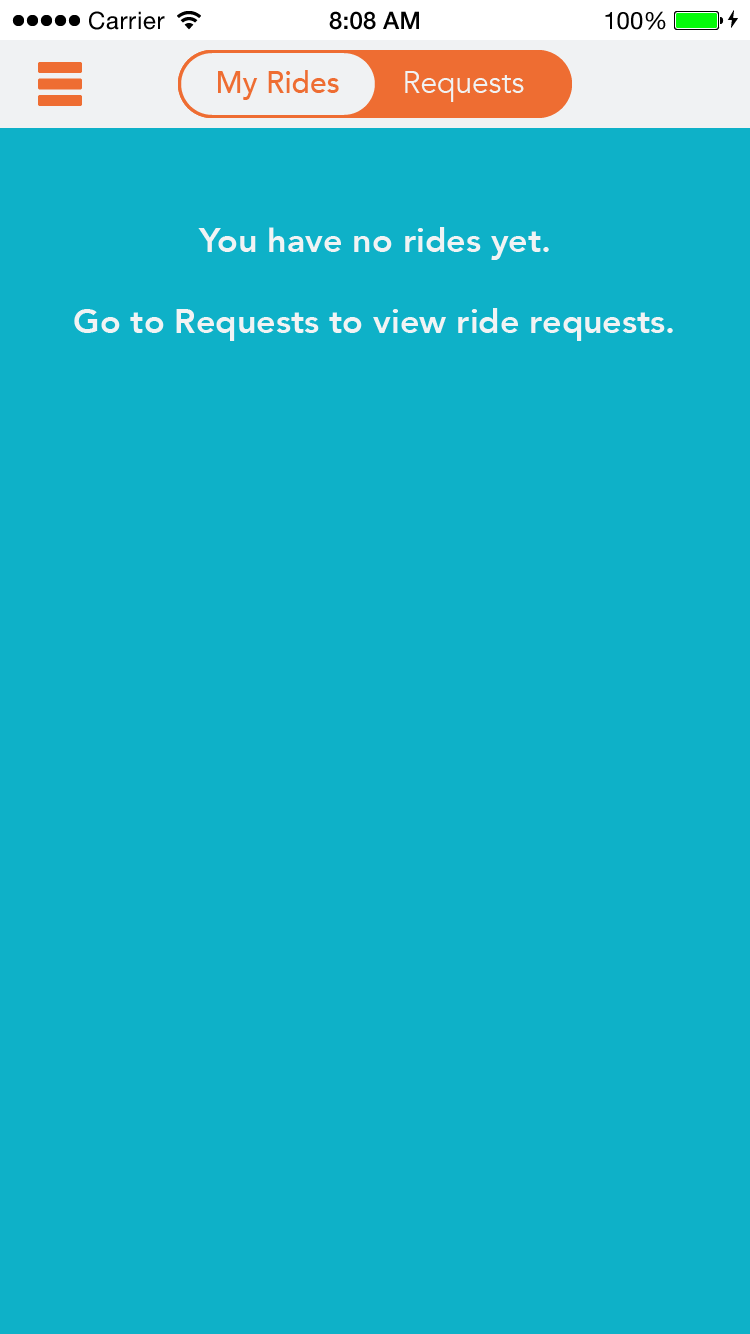 Carrier 8:08 AM 100%
My Rides Requests
You have no rides yet.
Go to Requests to view ride requests.